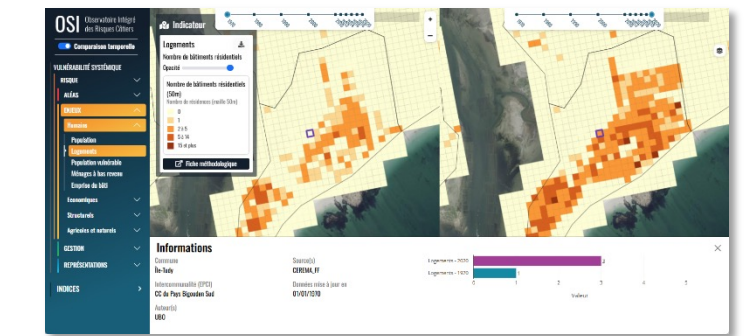 OSI Observatoire Intégré
des Risques Côtiers
Comparaison temporelle
VULNÉRABILITÉ SYSTÉMIQUE
RISQUE
ALÉAS
ENJEUX
Humains
Population
Logements
Population vulnérable
Ménages à bas revenu
Emprise du bâti
Economiques
Structurels
Agricoles et naturels
GESTION
REPRÉSENTATIONS
INDICES
Indicateur
Logements
Nombre de bâtiments résidentiels
Opacité
Nombre de bâtiments résidentiels
(50m)
Nombre de résidences (maille 50m)
0
1
2 à 5
5 à 14
15 et plus
Fiche méthodologique
+
−
Informations
Commune
Île-Tudy
Intercommunalité (EPCI)
CC du Pays Bigouden Sud
Auteur(s)
UBO
Source(s)
CEREMA_FF
Données mise à jour en
01/01/1970
Logements - 2020
Logements - 1970
3
1
0 1 2 3 4 5
Valeur